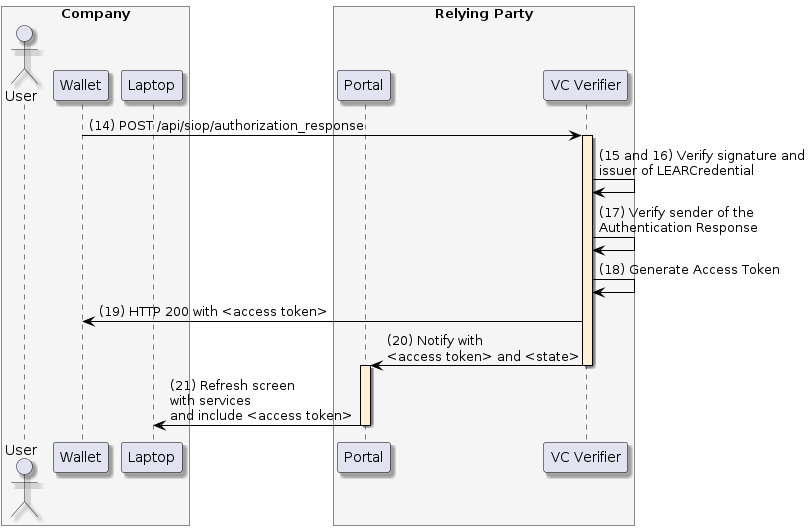 Company
Relying Party
User
Wallet
Laptop
Portal
VC Verifier
(14) POST /api/siop/authorization_response
(15 and 16) Verify signature and
issuer of LEARCredential
(17) Verify sender of the
Authentication Response
(18) Generate Access Token
(19) HTTP 200 with <access token>
(20) Notify with
<access token> and <state>
(21) Refresh screen
with services
and include <access token>
User
Wallet
Laptop
Portal
VC Verifier